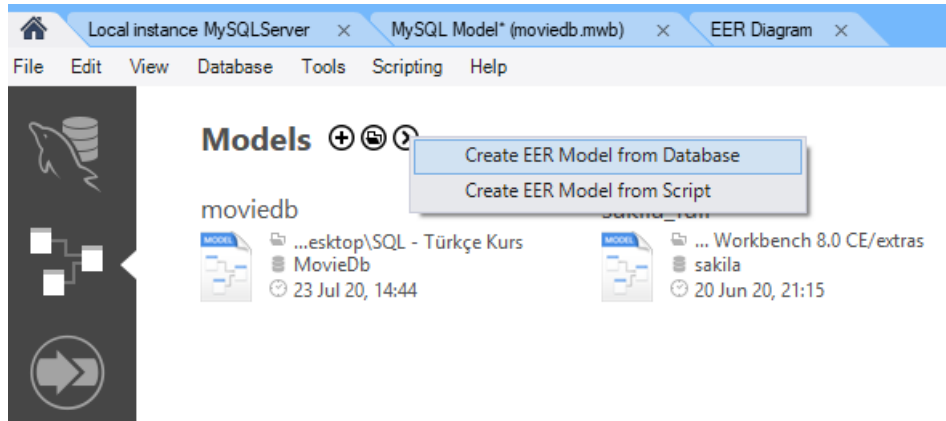 Local instance MySQLServer × MySQL Model* (moviedb.mwb) × EER Diagram ×
File Edit View Database Tools Scripting Help
Models
Create EER Model from Database
Create EER Model from Script
moviedb
MODEL ...esktop\SQL - Türkçe Kurs
MovieDb
23 Jul 20, 14:44
MODEL ... Workbench 8.0 CE/extras
sakila
20 Jun 20, 21:15